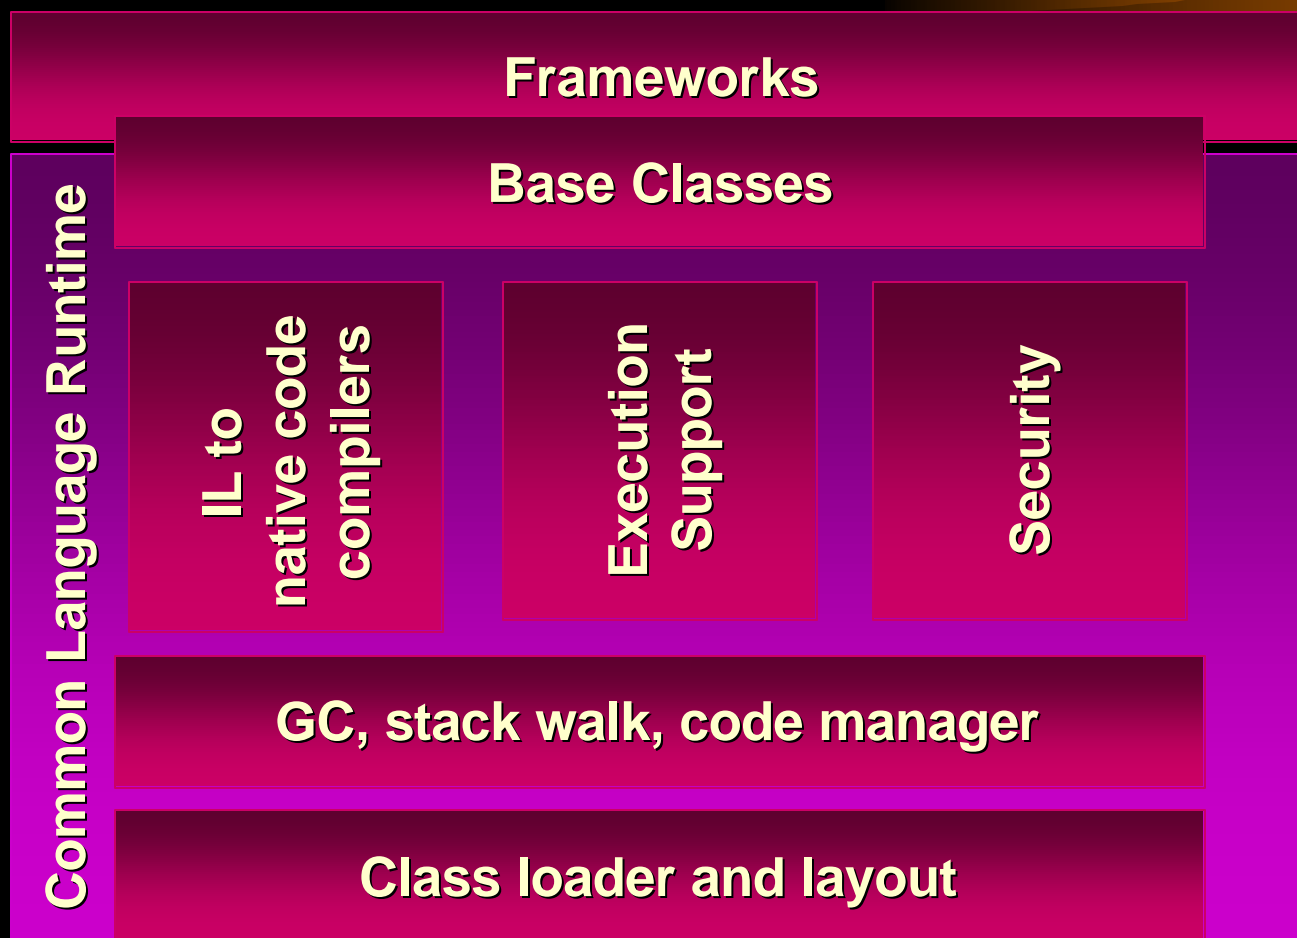 Frameworks
Base Classes
Common Language Runtime
IL to
native code
compilers
Execution
Support
Security
GC, stack walk, code manager
Class loader and layout